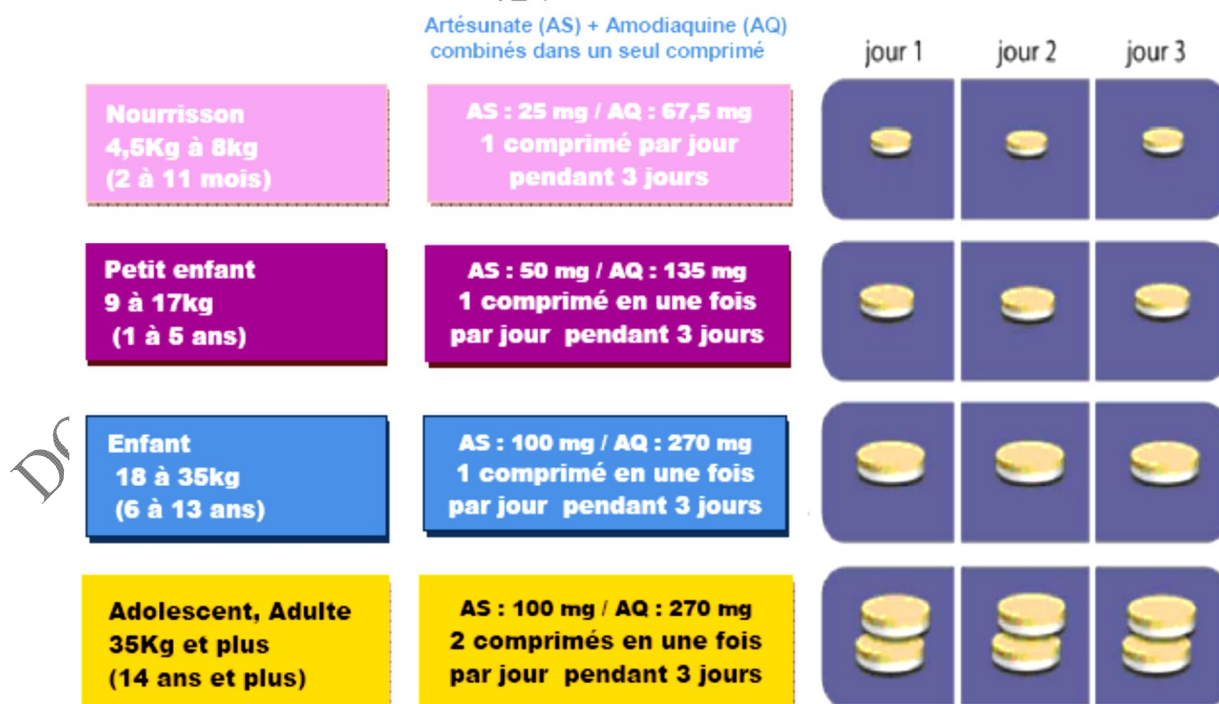 Artésunate (AS) + Amodiaquine (AQ)
combinés dans un seul comprimé
jour 1
jour 2
jour 3
Nourrisson
4,5Kg à 8kg
(2 à 11 mois)
AS : 25 mg / AQ : 67,5 mg
1 comprimé par jour
pendant 3 jours
Petit enfant
9 à 17kg
(1 à 5 ans)
AS : 50 mg / AQ : 135 mg
1 comprimé en une fois
par jour pendant 3 jours
Enfant
18 à 35kg
(6 à 13 ans)
AS : 100 mg / AQ : 270 mg
1 comprimé en une fois
par jour pendant 3 jours
Adolescent, Adulte
35Kg et plus
(14 ans et plus)
AS : 100 mg / AQ : 270 mg
2 comprimés en une fois
par jour pendant 3 jours